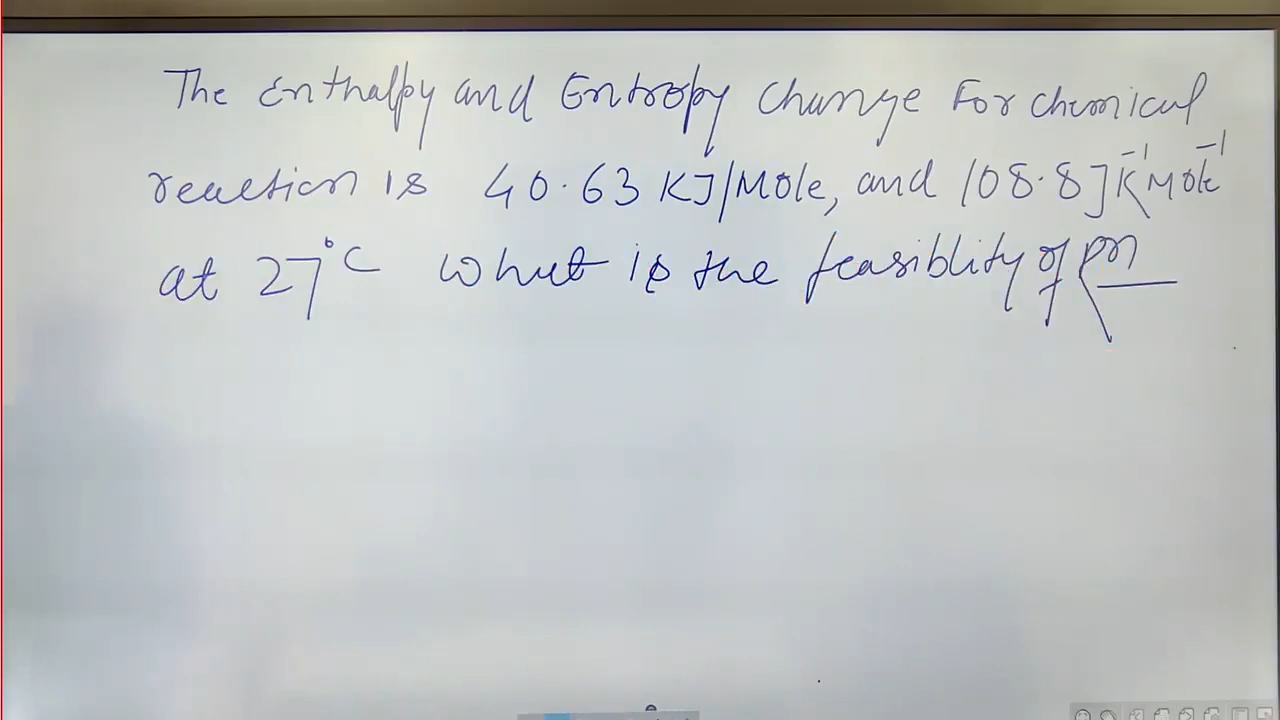 The Enthalpy and Entropy Change For chemical
reaction is 40.63 KJ/Mole, and 108.8 J K⁻¹ Mole⁻¹
at 27°C what is the feasiblity of rxn